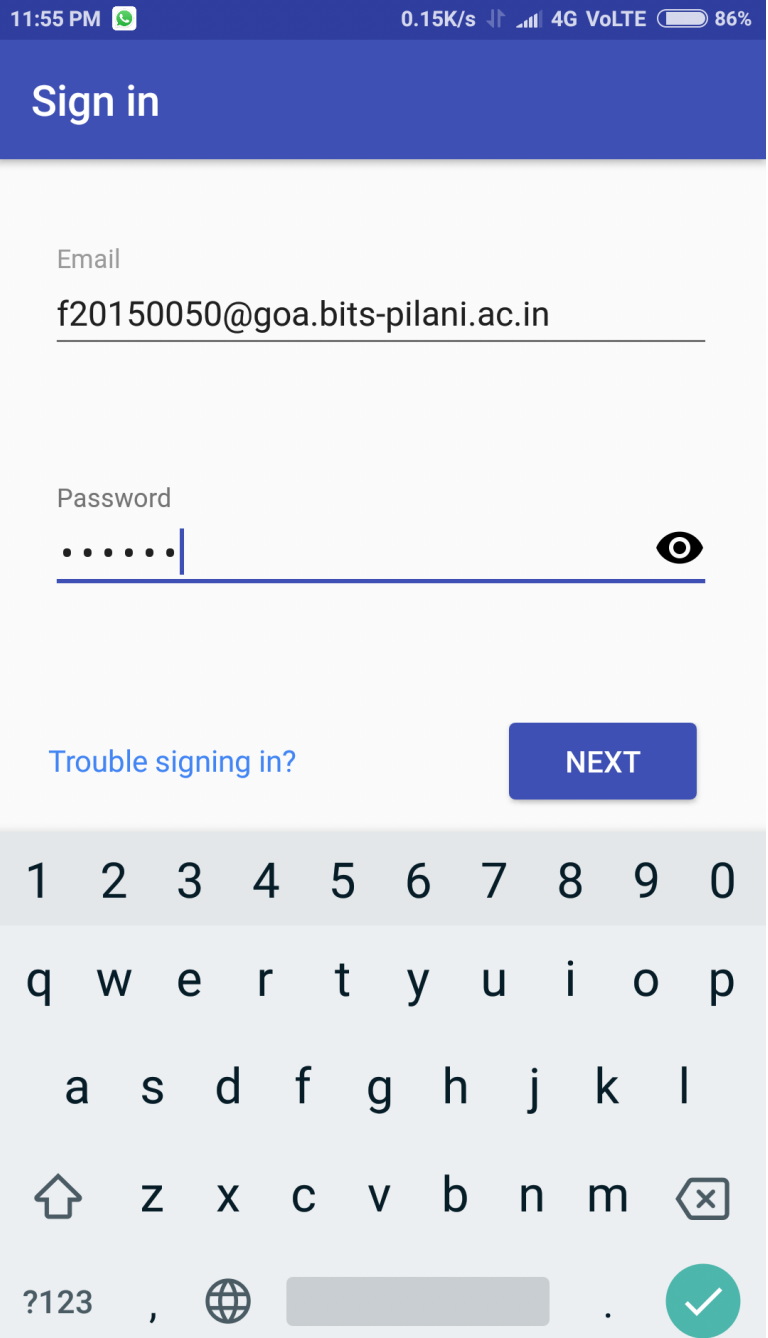 11:55 PM 0.15K/s 4G VoLTE 86%
Sign in
Email
f20150050@goa.bits-pilani.ac.in
Password
••••••
Trouble signing in? NEXT
1 2 3 4 5 6 7 8 9 0
q w e r t y u i o p
a s d f g h j k l
z x c v b n m
?123 , .